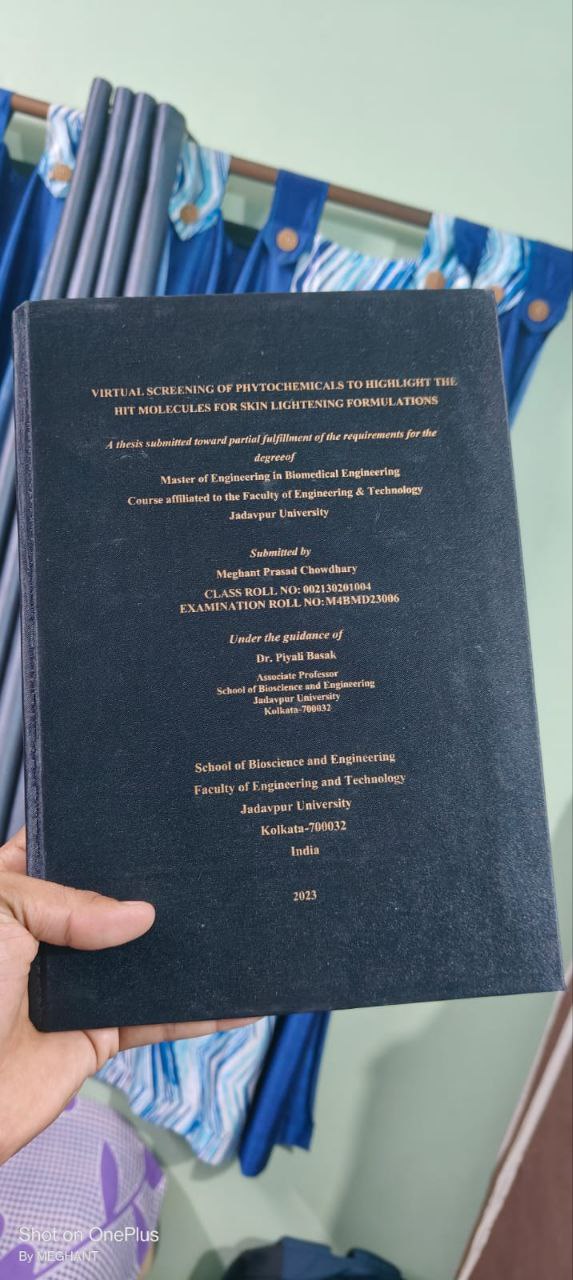 VIRTUAL SCREENING OF PHYTOCHEMICALS TO HIGHLIGHT THE
HIT MOLECULES FOR SKIN LIGHTENING FORMULATIONS
A thesis submitted toward partial fulfillment of the requirements for the
degreeof
Master of Engineering in Biomedical Engineering
Course affiliated to the Faculty of Engineering & Technology
Jadavpur University
Submitted by
Meghant Prasad Chowdhary
CLASS ROLL NO: 002130201004
EXAMINATION ROLL NO:M4BMD23006
Under the guidance of
Dr. Piyali Basak
Associate Professor
School of Bioscience and Engineering
Jadavpur University
Kolkata-700032
School of Bioscience and Engineering
Faculty of Engineering and Technology
Jadavpur University
Kolkata-700032
India
2023
Shot on OnePlus
By MEGHANT